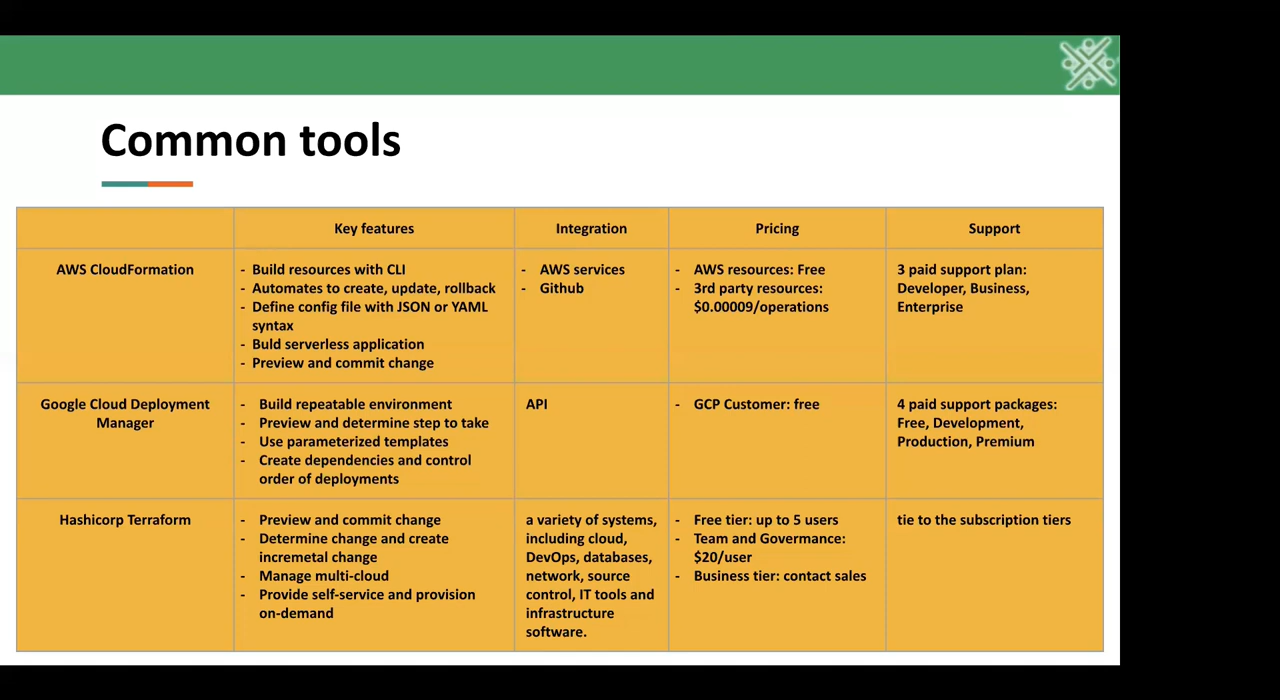 Common tools
Key features
Integration
Pricing
Support
AWS CloudFormation
- Build resources with CLI
- Automates to create, update, rollback
- Define config file with JSON or YAML
syntax
- Buld serverless application
- Preview and commit change
- AWS services
- Github
- AWS resources: Free
- 3rd party resources:
$0.00009/operations
3 paid support plan:
Developer, Business,
Enterprise
Google Cloud Deployment
Manager
- Build repeatable environment
- Preview and determine step to take
- Use parameterized templates
- Create dependencies and control
order of deployments
API
- GCP Customer: free
4 paid support packages:
Free, Development,
Production, Premium
Hashicorp Terraform
- Preview and commit change
- Determine change and create
incremetal change
- Manage multi-cloud
- Provide self-service and provision
on-demand
a variety of systems,
including cloud,
DevOps, databases,
network, source
control, IT tools and
infrastructure
software.
- Free tier: up to 5 users
- Team and Govermance:
$20/user
- Business tier: contact sales
tie to the subscription tiers